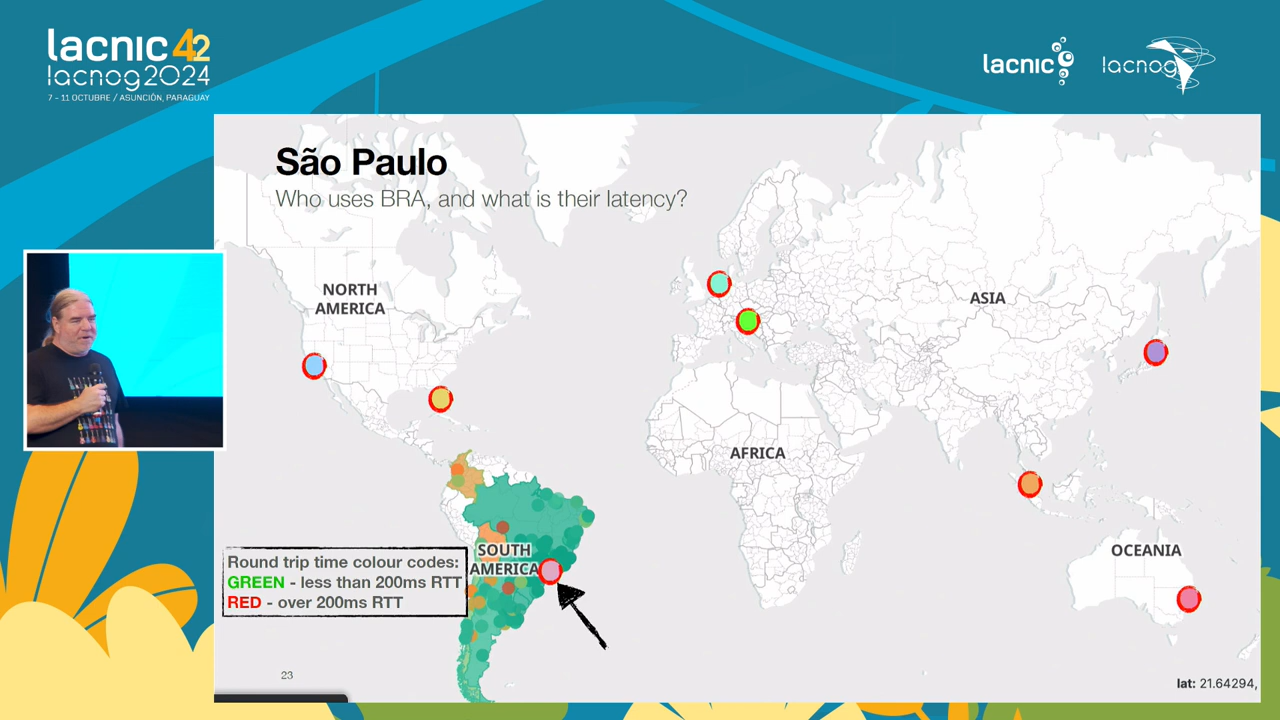 lacnic 42
lacnog2024
7 - 11 OCTUBRE / ASUNCIÓN, PARAGUAY
lacnic
lacnog
São Paulo
Who uses BRA, and what is their latency?
NORTH
AMERICA
ASIA
AFRICA
SOUTH
AMERICA
OCEANIA
Round trip time colour codes:
GREEN - less than 200ms RTT
RED - over 200ms RTT
23
lat: 21.64294,